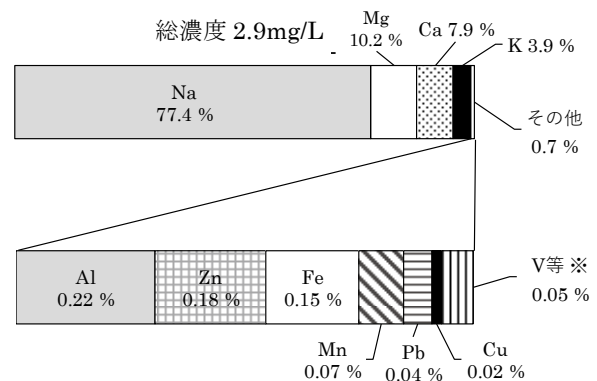 総濃度 2.9mg/L
Mg
10.2 %
Ca 7.9 %
K 3.9 %
Na
77.4 %
その他
0.7 %
Al
0.22 %
Zn
0.18 %
Fe
0.15 %
V等 ※
0.05 %
Mn
0.07 %
Pb
0.04 %
Cu
0.02 %